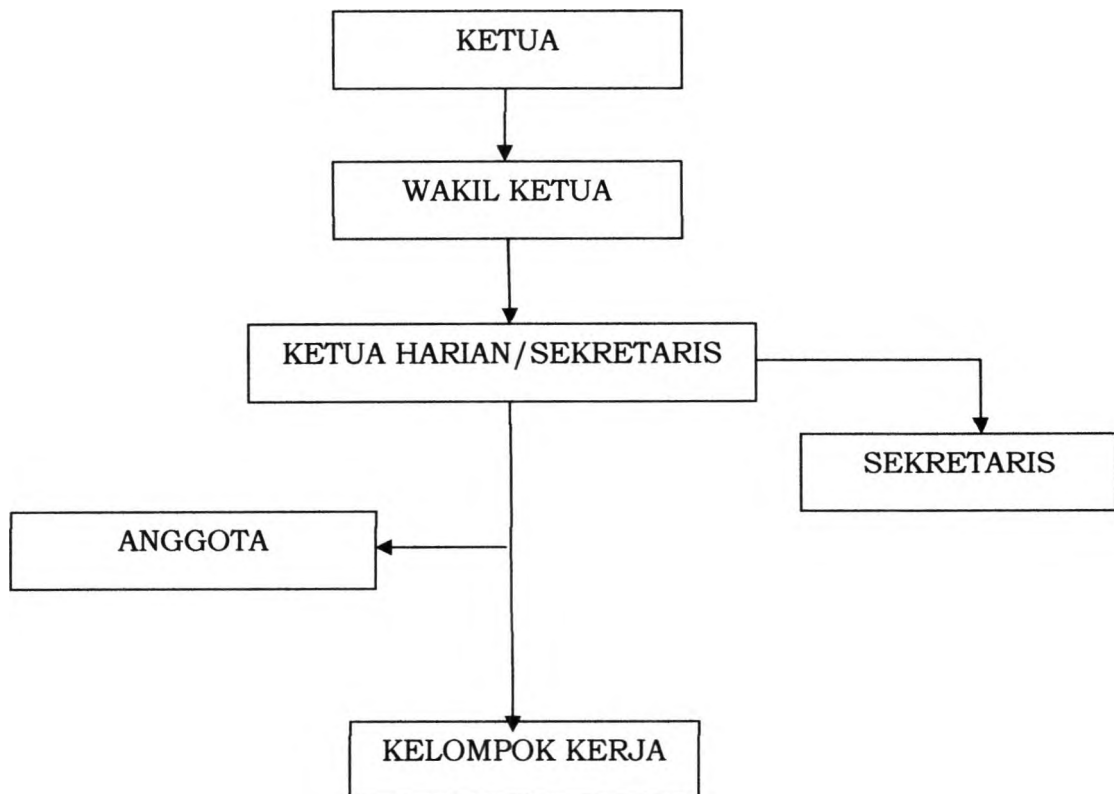 KETUA
WAKIL KETUA
KETUA HARIAN/SEKRETARIS
SEKRETARIS
ANGGOTA
KELOMPOK KERJA